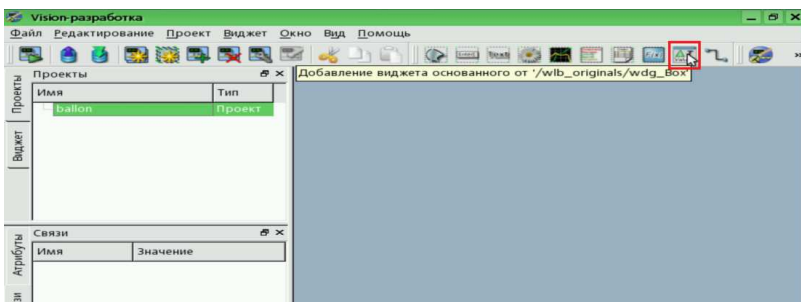 Vision-разработка
Файл Редактирование Проект Виджет Окно Вид Помощь
Проекты
Добавление виджета основанного от '/wlb_originals/wdg_Box'
Проекты
Имя Тип
ballon Проект
Виджет
Связи
Имя Значение
Атрибуты